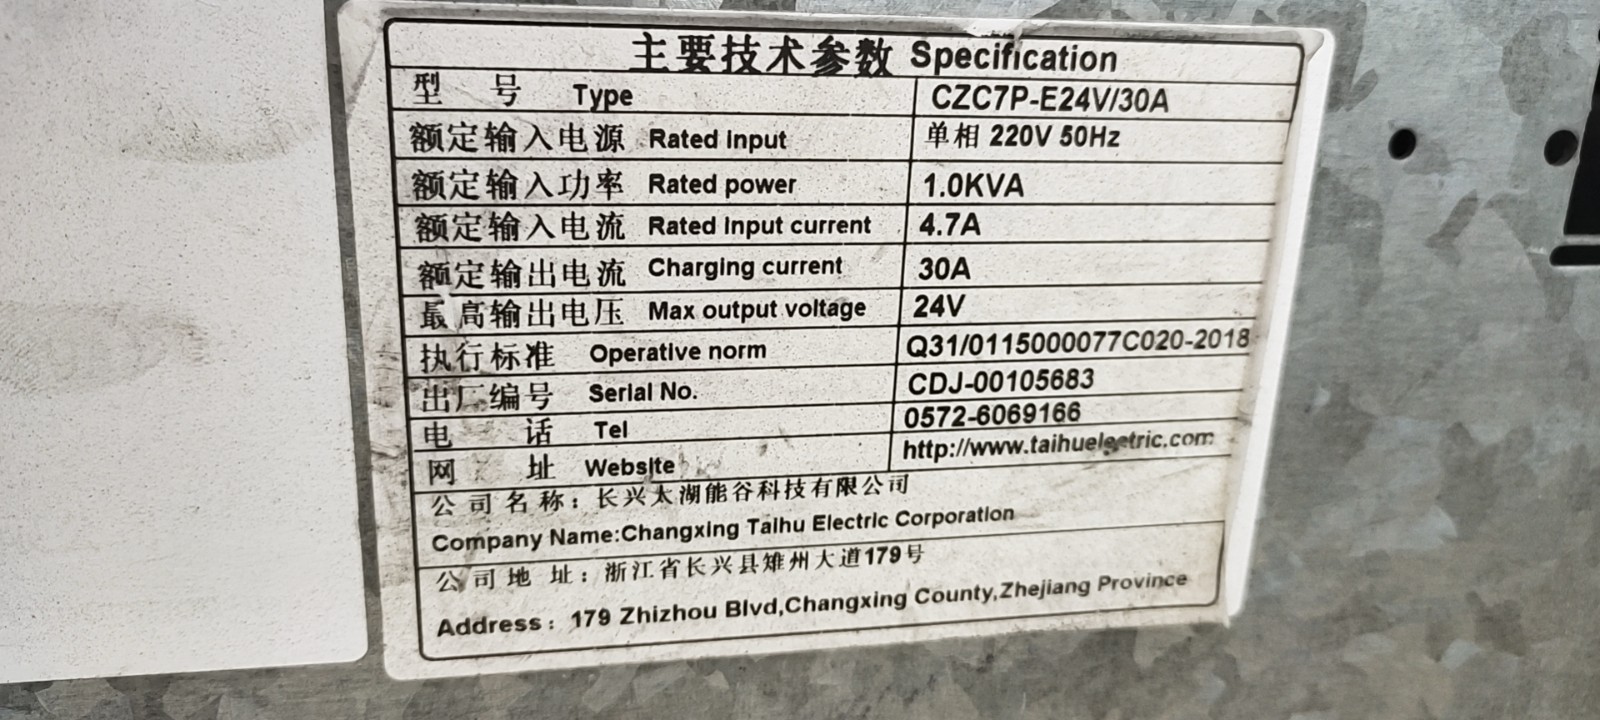 主要技术参数 Specification
型 号 Type CZC7P-E24V/30A
额定输入电源 Rated Input 单相 220V 50Hz
额定输入功率 Rated power 1.0KVA
额定输入电流 Rated Input current 4.7A
额定输出电流 Charging current 30A
最高输出电压 Max output voltage 24V
执行标准 Operative norm Q31/0115000077C020-2018
出厂编号 Serial No. CDJ-00105683
电 话 Tel 0572-6069166
网 址 Website http://www.taihuelectric.com
公司名称：长兴太湖能谷科技有限公司
Company Name:Changxing Taihu Electric Corporation
公司地 址：浙江省长兴县雉州大道179号
Address：179 Zhizhou Blvd,Changxing County,Zhejiang Province